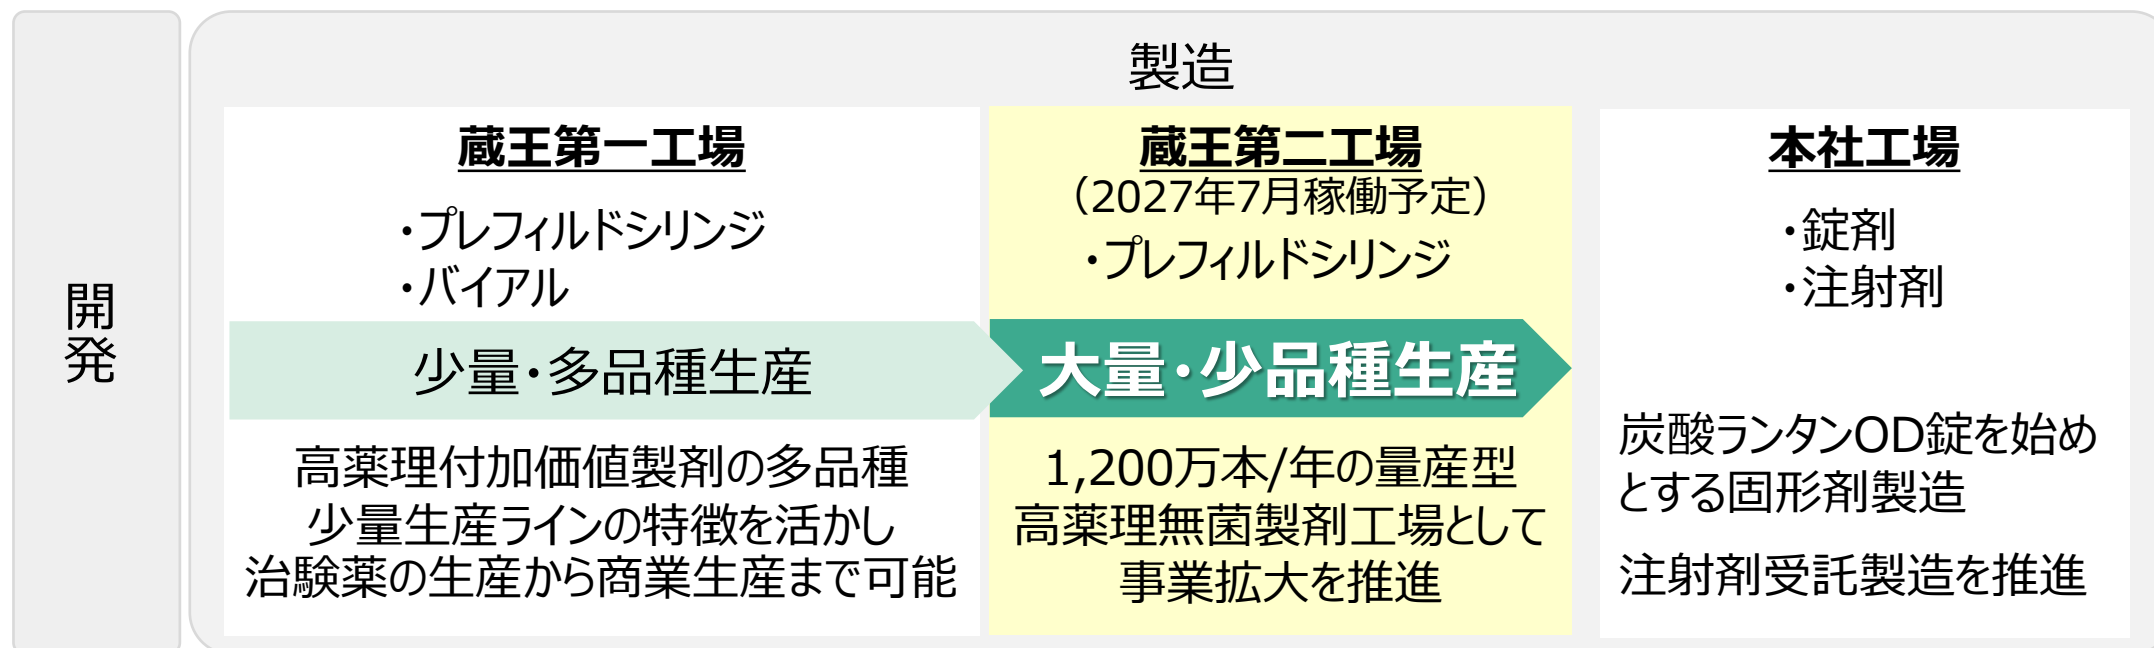 開発
製造
蔵王第一工場
・プレフィルドシリンジ
・バイアル
少量・多品種生産
高薬理付加価値製剤の多品種
少量生産ラインの特徴を活かし
治験薬の生産から商業生産まで可能
蔵王第二工場
（2027年7月稼働予定）
・プレフィルドシリンジ
大量・少品種生産
1,200万本/年の量産型
高薬理無菌製剤工場として
事業拡大を推進
本社工場
・錠剤
・注射剤
炭酸ランタンOD錠を始め
とする固形剤製造
注射剤受託製造を推進